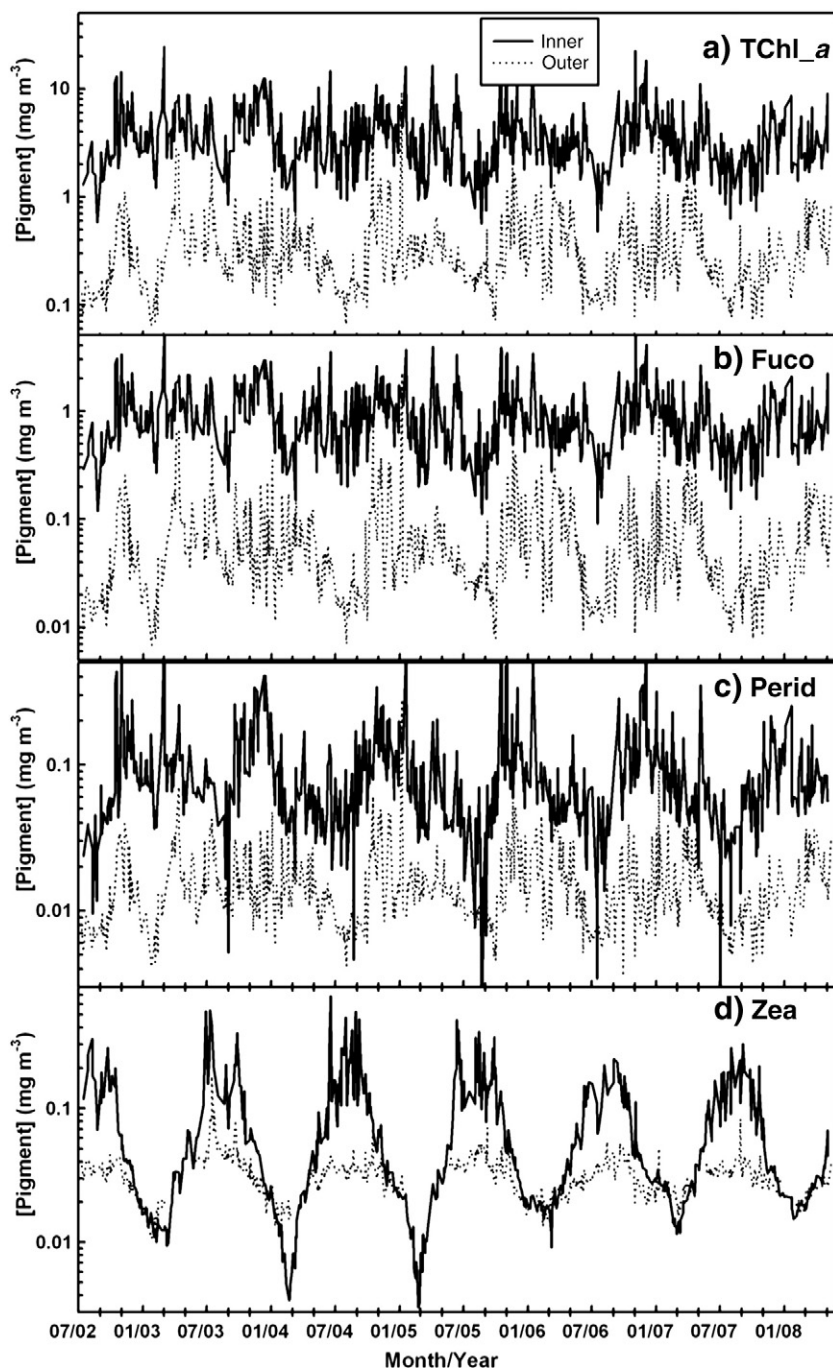 Inner
Outer
a) TChl_a
[Pigment] (mg m-3)
10
1
0.1
b) Fuco
[Pigment] (mg m-3)
1
0.1
0.01
c) Perid
[Pigment] (mg m-3)
0.1
0.01
d) Zea
[Pigment] (mg m-3)
0.1
0.01
07/02 01/03 07/03 01/04 07/04 01/05 07/05 01/06 07/06 01/07 07/07 01/08
Month/Year